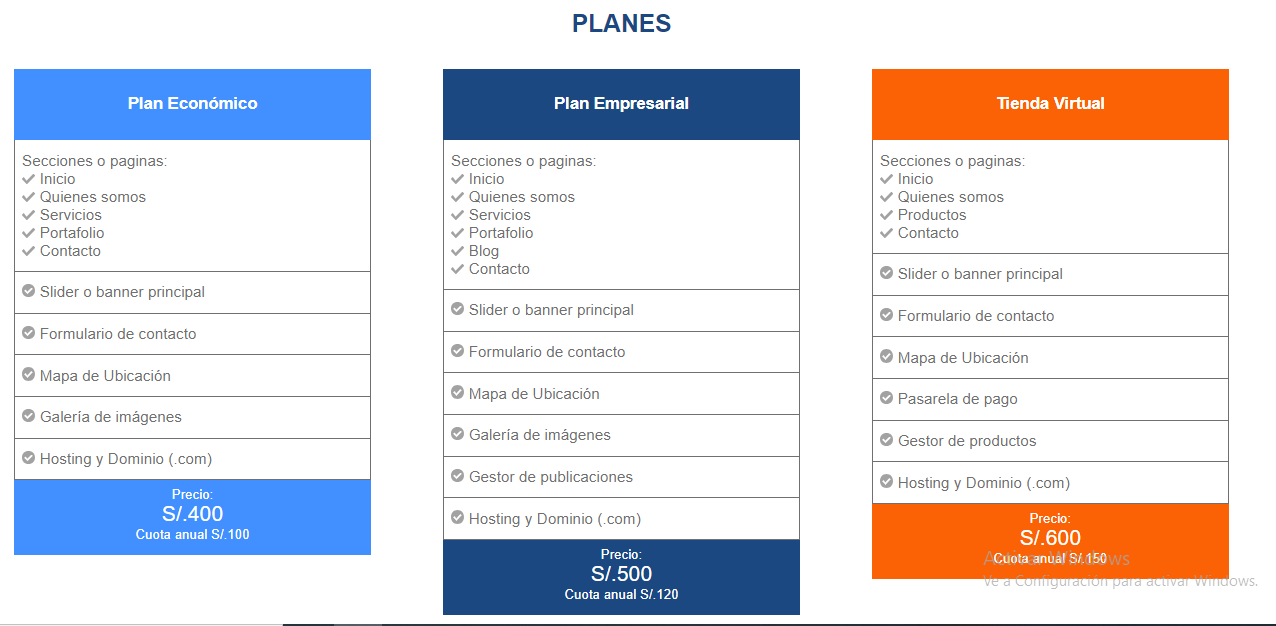 PLANES
Plan Económico
Secciones o paginas:
Inicio
Quienes somos
Servicios
Portafolio
Contacto
Slider o banner principal
Formulario de contacto
Mapa de Ubicación
Galería de imágenes
Hosting y Dominio (.com)
Precio:
S/.400
Cuota anual S/.100
Plan Empresarial
Secciones o paginas:
Inicio
Quienes somos
Servicios
Portafolio
Blog
Contacto
Slider o banner principal
Formulario de contacto
Mapa de Ubicación
Galería de imágenes
Gestor de publicaciones
Hosting y Dominio (.com)
Precio:
S/.500
Cuota anual S/.120
Tienda Virtual
Secciones o paginas:
Inicio
Quienes somos
Productos
Contacto
Slider o banner principal
Formulario de contacto
Mapa de Ubicación
Pasarela de pago
Gestor de productos
Hosting y Dominio (.com)
Precio:
S/.600
Cuota anual S/.150
Activar Windows
Ve a Configuración para activar Windows.